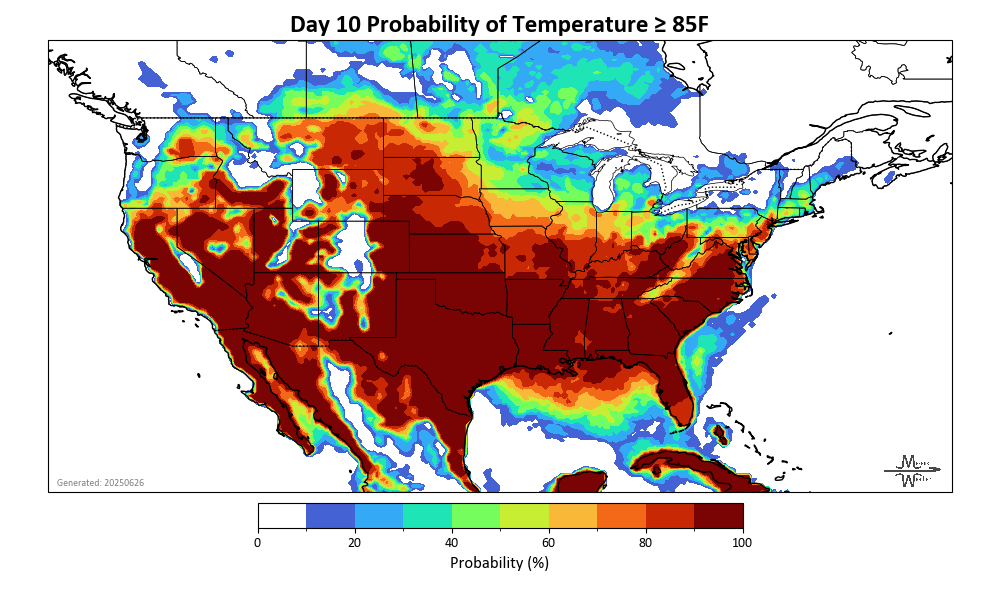 Day 10 Probability of Temperature ≥ 85F
Generated: 20250626
0 20 40 60 80 100
Probability (%)